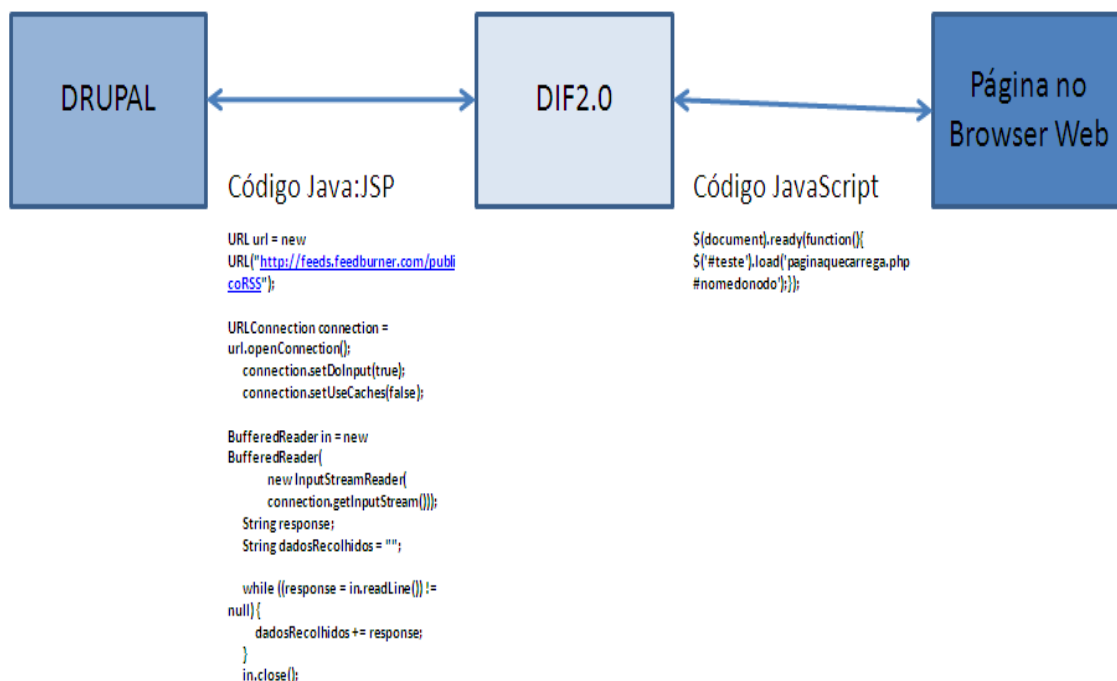 DRUPAL
DIF2.0
Página no
Browser Web
Código Java:JSP
URL url = new
URL("http://feeds.feedburner.com/publi
coRSS");
URLConnection connection =
url.openConnection();
connection.setDoInput(true);
connection.setUseCaches(false);
BufferedReader in = new
BufferedReader(
new InputStreamReader(
connection.getInputStream()));
String response;
String dadosRecolhidos = "";
while ((response = in.readLine()) !=
null) {
dadosRecolhidos += response;
}
in.close();
Código JavaScript
$(document).ready(function(){
$('#teste').load('paginaquecarrega.php
#nomedonodo');});